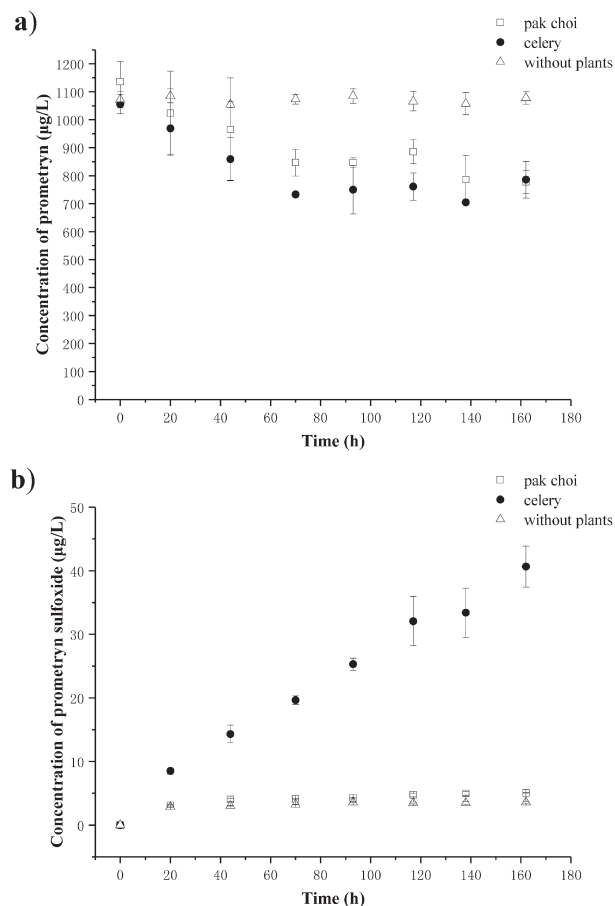 a)
pak choi
celery
without plants
1200
1100
1000
900
800
700
600
500
400
300
200
100
0
Concentration of prometryn (µg/L)
0 20 40 60 80 100 120 140 160 180
Time (h)
b)
pak choi
celery
without plants
50
40
30
20
10
0
Concentration of prometryn sulfoxide (µg/L)
0 20 40 60 80 100 120 140 160 180
Time (h)